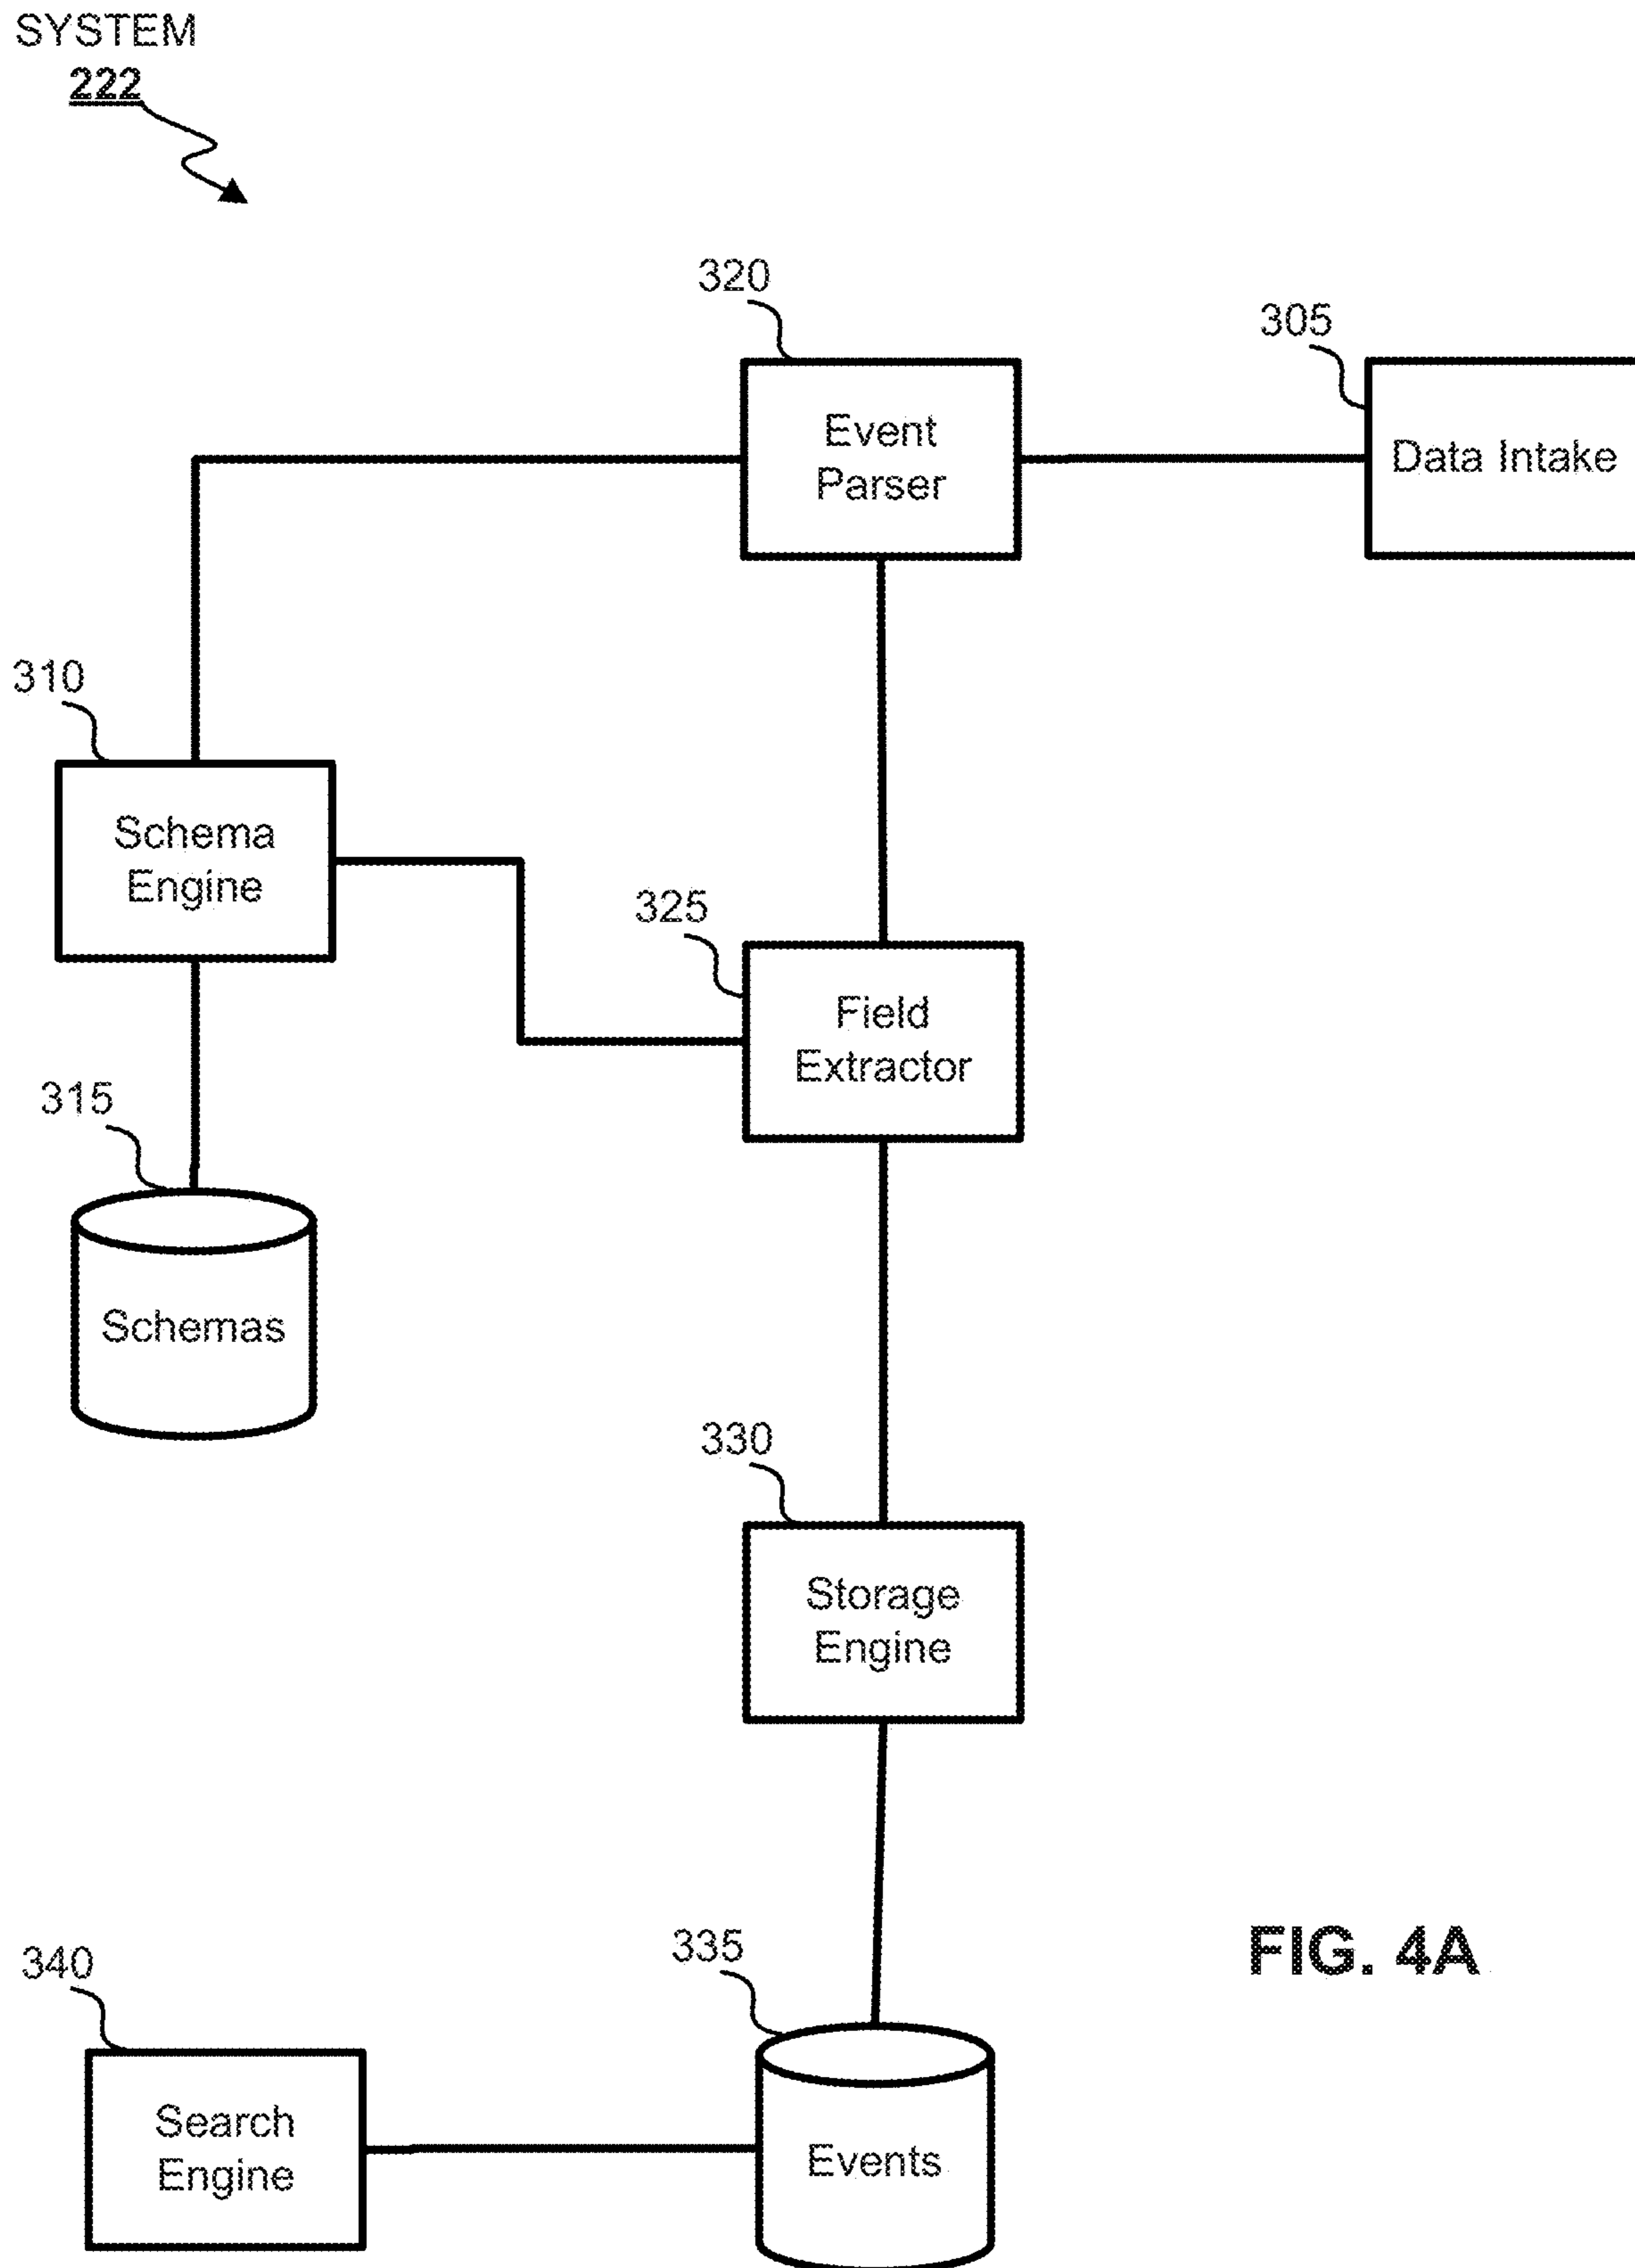 SYSTEM
222
320
305
Event
Parser
Data Intake
310
Schema
Engine
325
Field
Extractor
315
Schemas
330
Storage
Engine
FIG. 4A
340
335
Search
Engine
Events